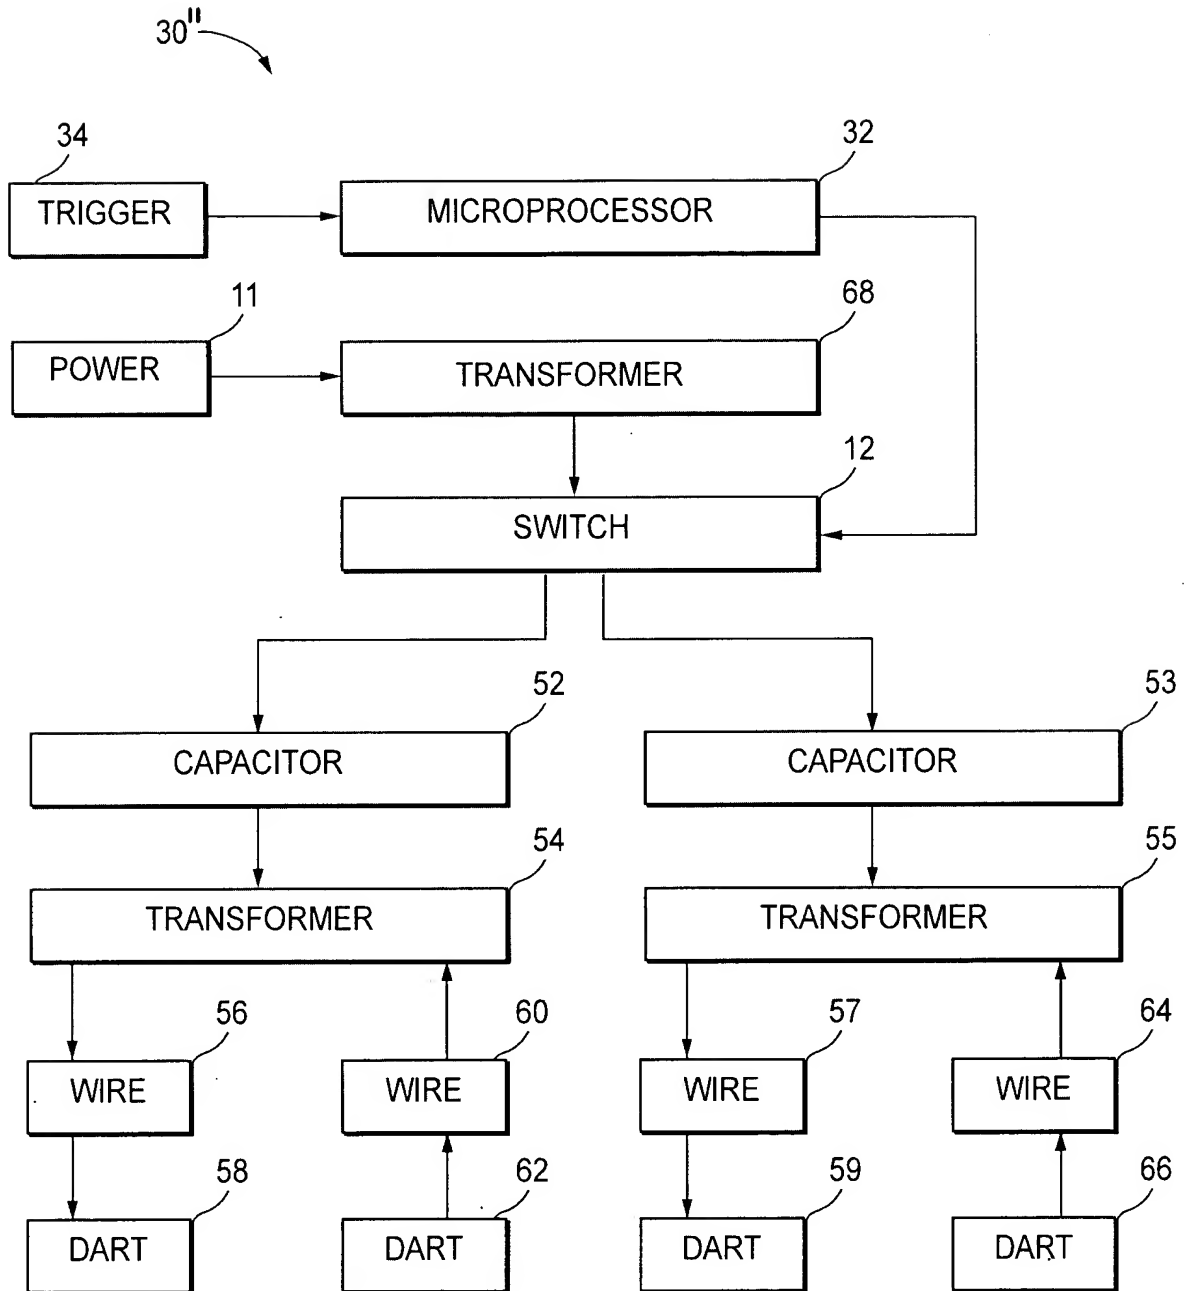 30"
34
32
TRIGGER
MICROPROCESSOR
11
68
POWER
TRANSFORMER
12
SWITCH
52
53
CAPACITOR
CAPACITOR
54
55
TRANSFORMER
TRANSFORMER
56
60
57
64
WIRE
WIRE
WIRE
WIRE
58
62
59
66
DART
DART
DART
DART